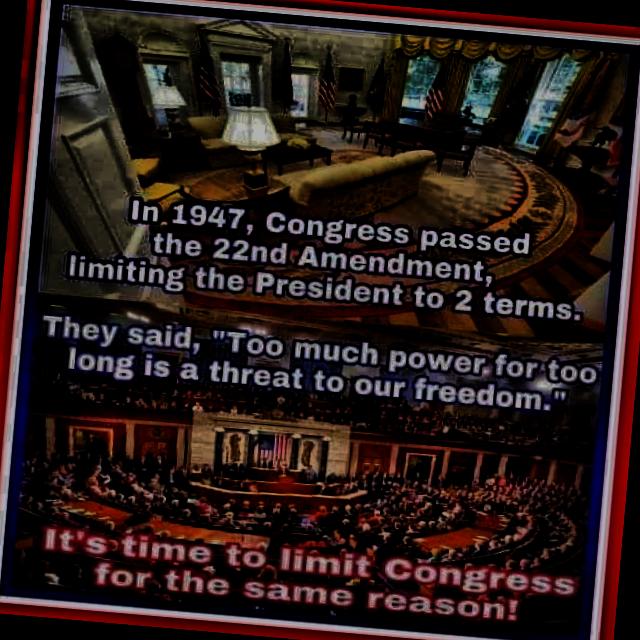 In 1947, Congress passed
the 22nd Amendment,
limiting the President to 2 terms.
They said, "Too much power for too
long is a threat to our freedom."
It's time to limit Congress
for the same reason!